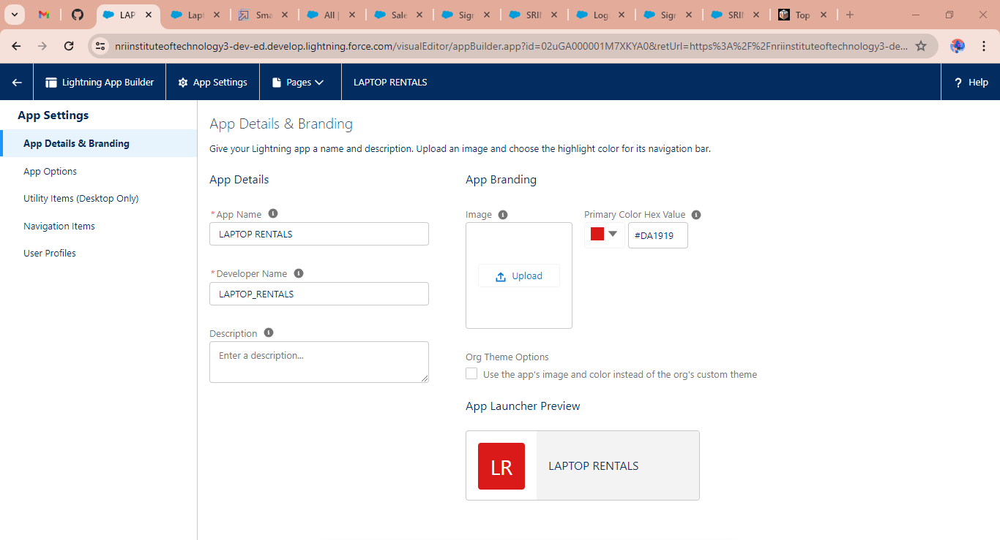 LAP
Lapt
Sma
All |
Sale
Sign
SRIN
Log
Sign
SRIN
Top
nriinstituteoftechnology3-dev-ed.develop.lightning.force.com/visualEditor/appBuilder.app?id=02uGA000001M7XKYA0&retUrl=https%3A%2F%2Fnriinstituteoftechnology3-de...
Lightning App Builder
App Settings
Pages
LAPTOP RENTALS
? Help
App Settings
App Details & Branding
App Options
Utility Items (Desktop Only)
Navigation Items
User Profiles
App Details & Branding
Give your Lightning app a name and description. Upload an image and choose the highlight color for its navigation bar.
App Details
*App Name
LAPTOP RENTALS
*Developer Name
LAPTOP_RENTALS
Description
Enter a description...
App Branding
Image
Upload
Primary Color Hex Value
#DA1919
Org Theme Options
Use the app's image and color instead of the org's custom theme
App Launcher Preview
LR
LAPTOP RENTALS